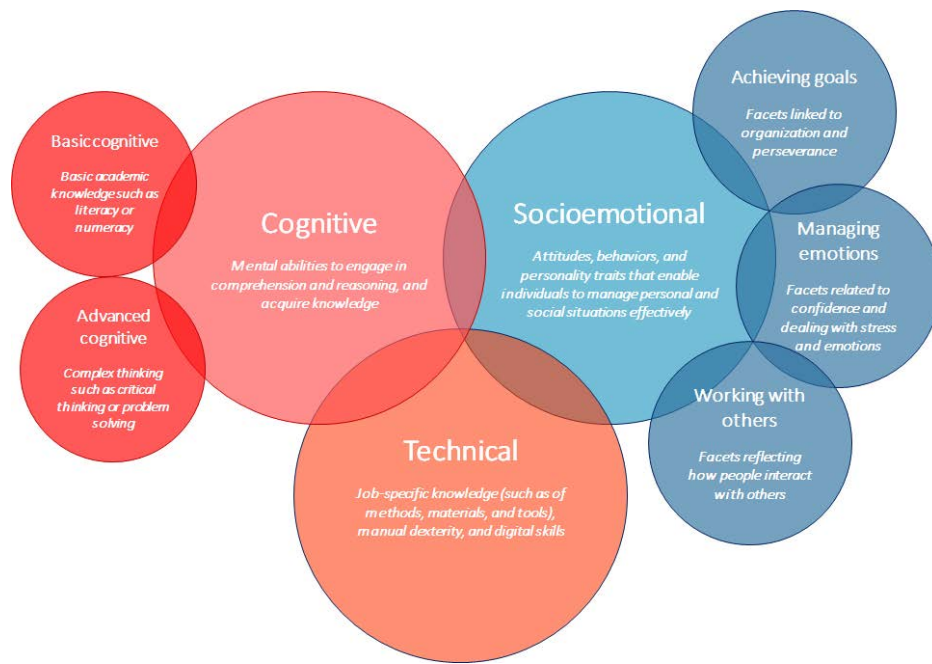 Basic cognitive
Basic academic
knowledge such as
literacy or
numeracy
Advanced
cognitive
Complex thinking
such as critical
thinking or problem
solving
Cognitive
Mental abilities to engage in
comprehension and reasoning, and
acquire knowledge
Socioemotional
Attitudes, behaviors, and
personality traits that enable
individuals to manage personal and
social situations effectively
Technical
Job-specific knowledge (such as of
methods, materials, and tools),
manual dexterity, and digital skills
Achieving goals
Facets linked to
organization and
perseverance
Managing
emotions
Facets related to
confidence and
dealing with stress
and emotions
Working with
others
Facets reflecting
how people interact
with others